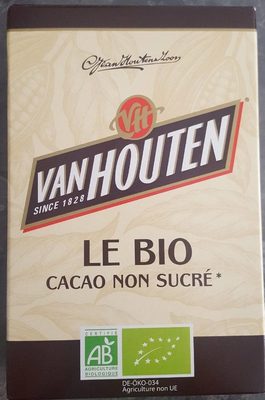 C.J. Van Houten & Zoon
VH
VAN HOUTEN
SINCE 1828
LE BIO
CACAO NON SUCRÉ*
CERTIFIÉ
AB
AGRICULTURE
BIOLOGIQUE
DE-ÖKO-034
Agriculture non UE